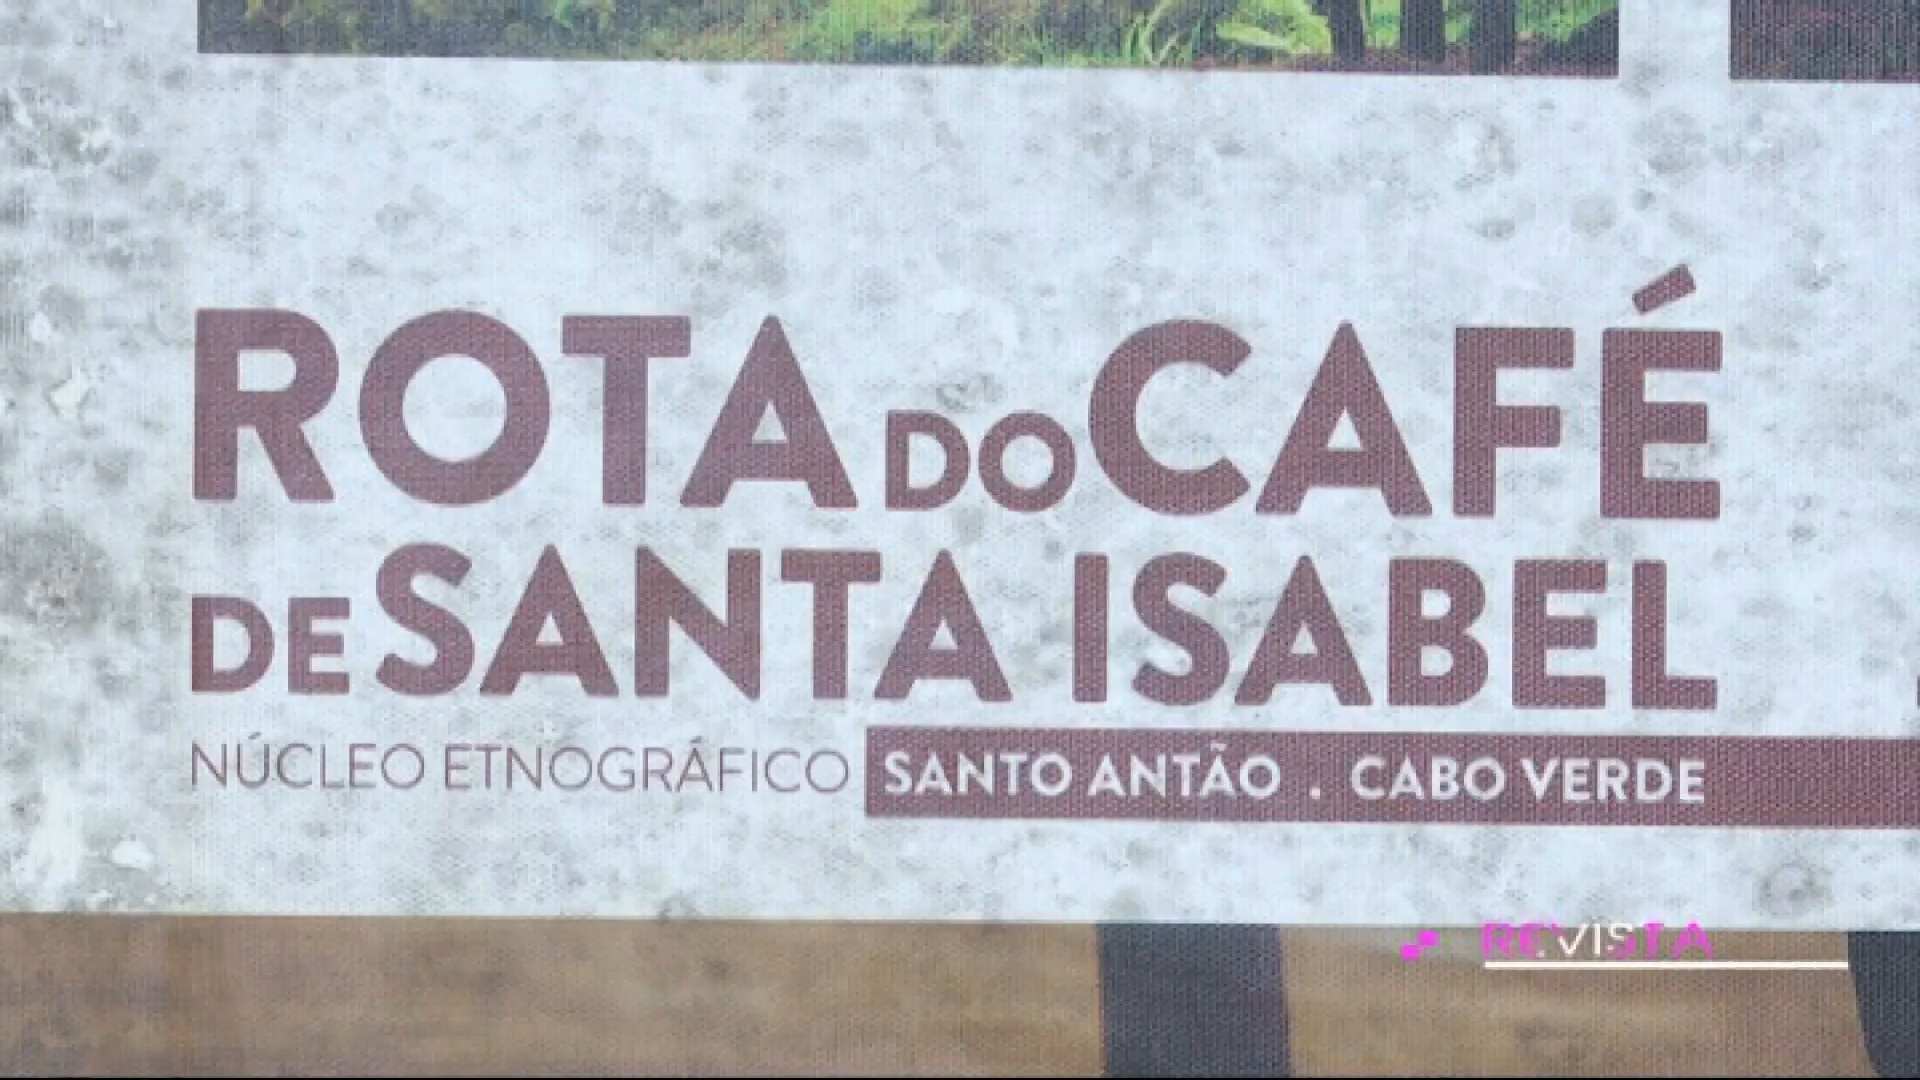 ROTA DO CAFÉ
DE SANTA ISABEL
NÚCLEO ETNOGRÁFICO SANTO ANTÃO . CABO VERDE
REVISTA